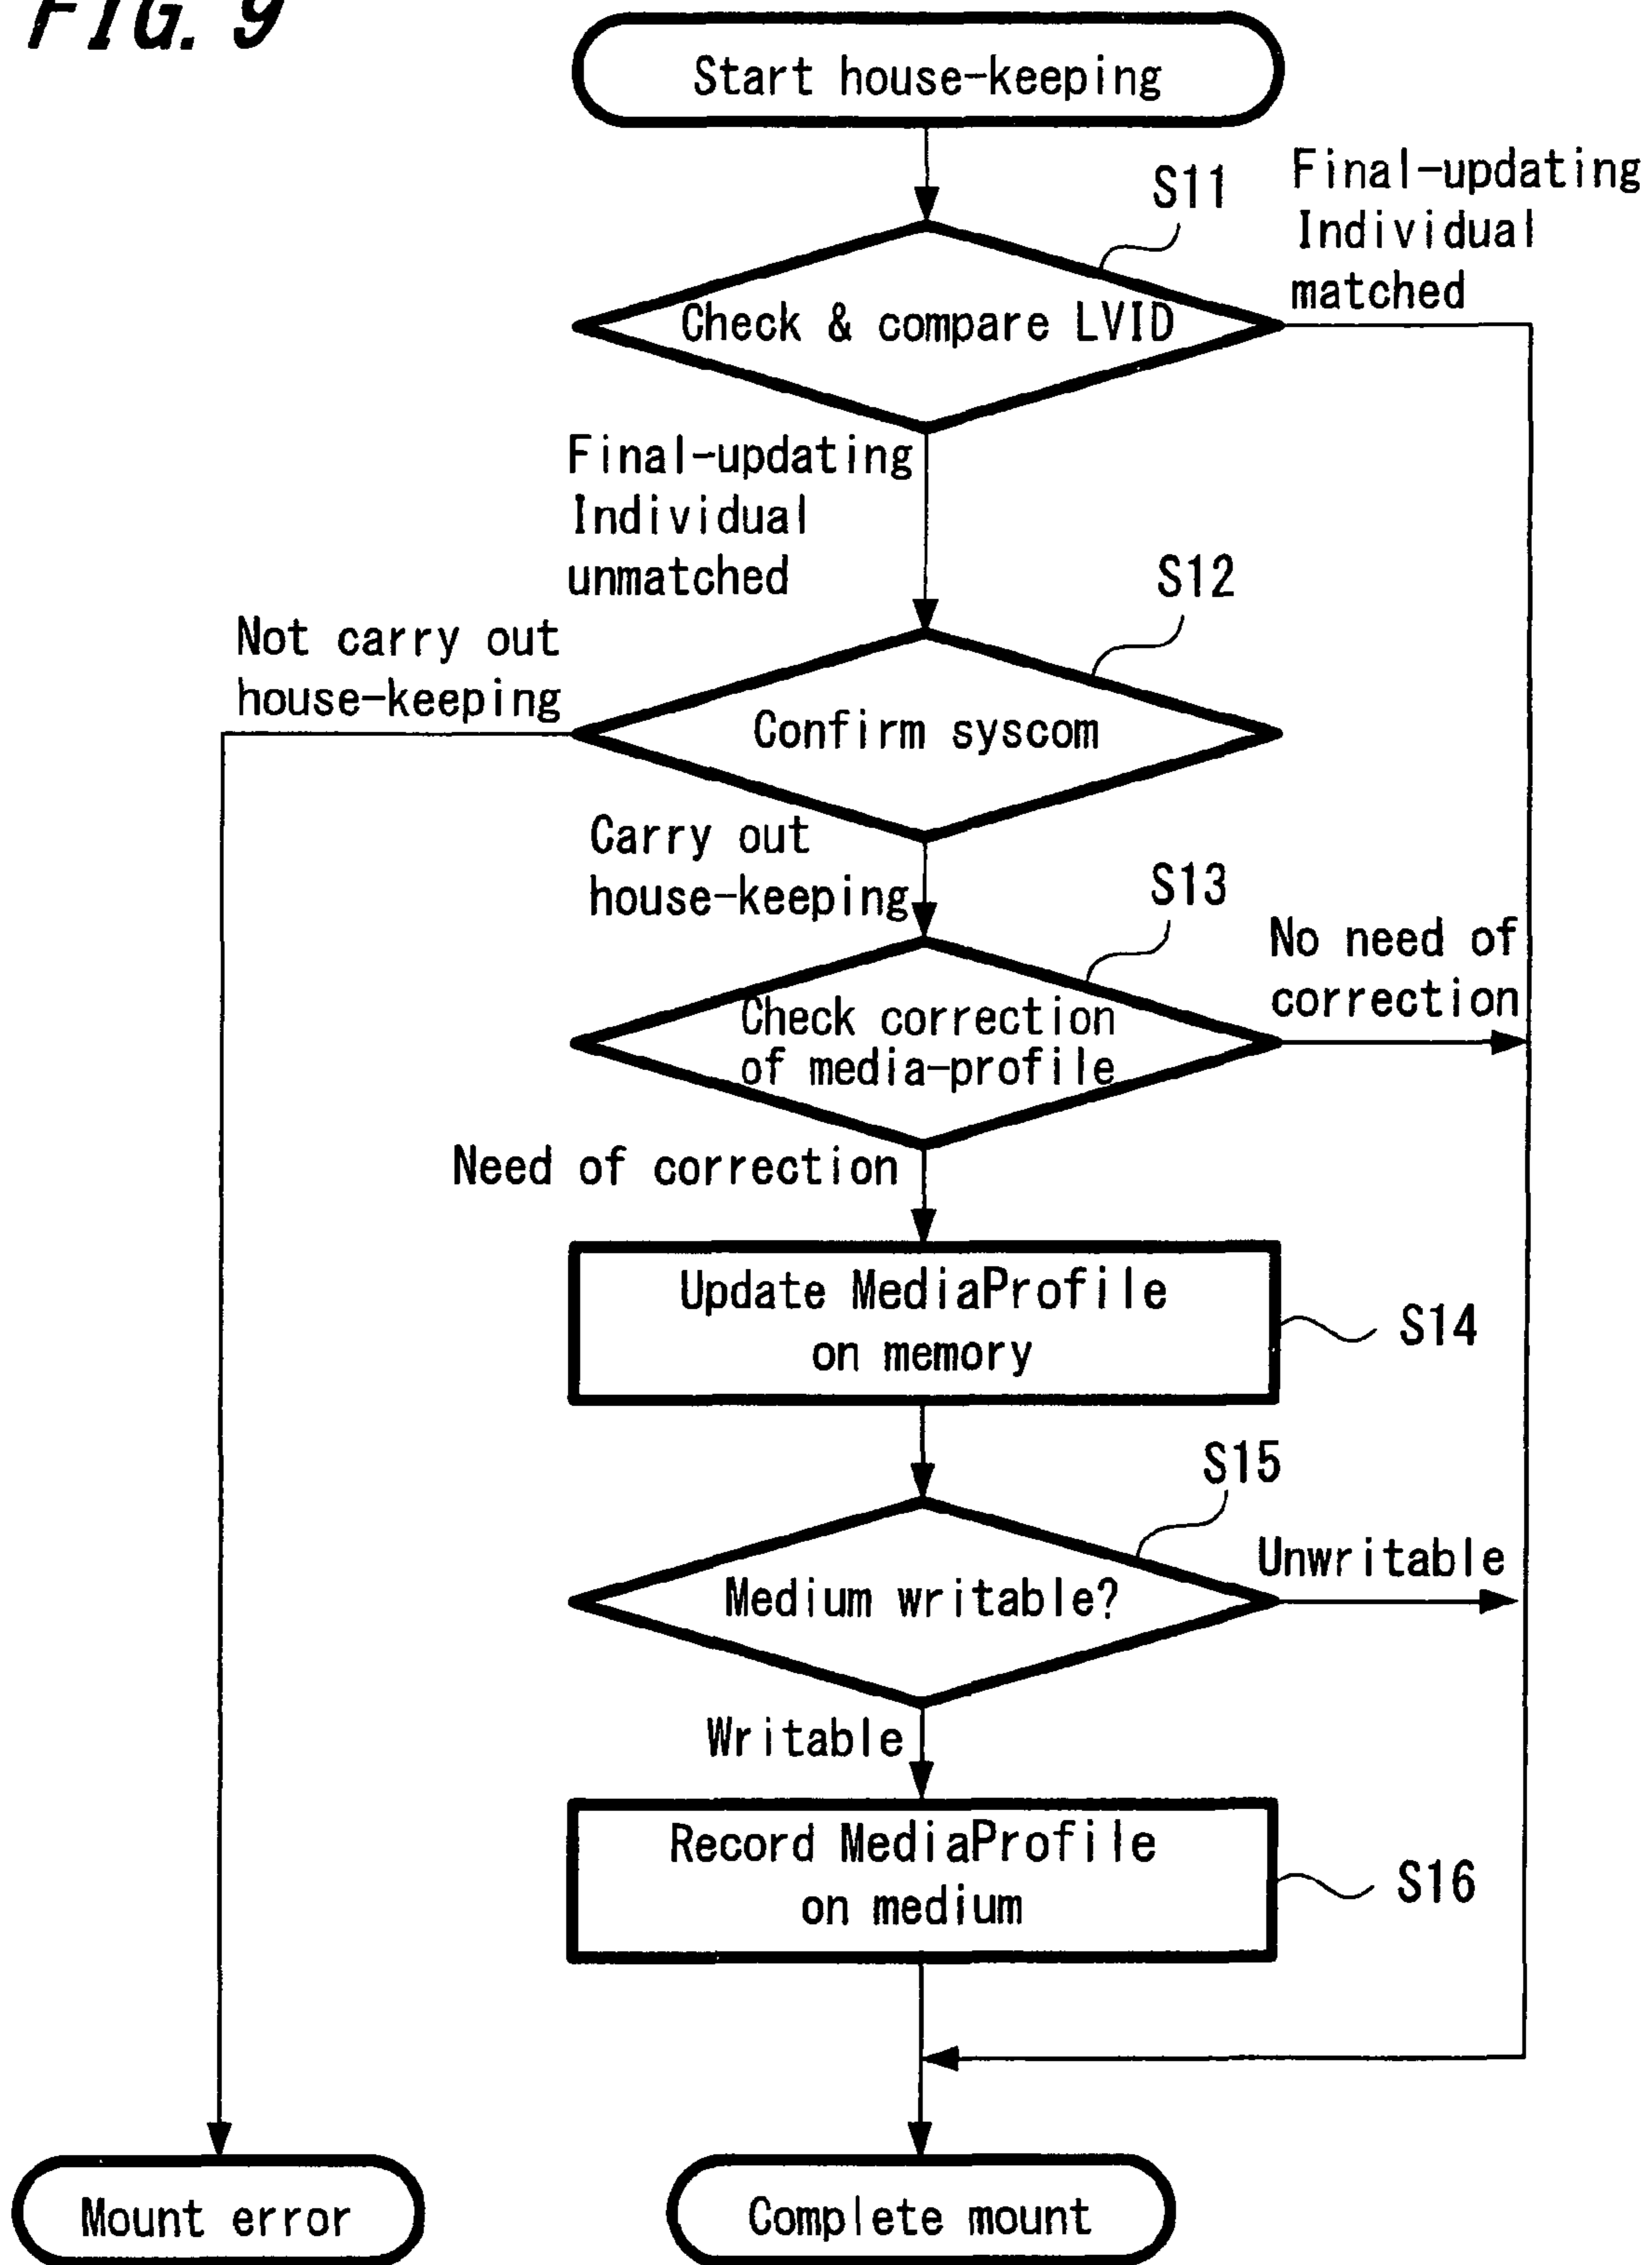 FIG. 9
Start house-keeping
S11
Final-updating
Individual
matched
Check & compare LVID
Final-updating
Individual
unmatched
S12
Not carry out
house-keeping
Confirm syscom
Carry out
house-keeping
S13
No need of
correction
Check correction
of media-profile
Need of correction
Update MediaProfile
on memory
S14
S15
Unwritable
Medium writable?
Writable
Record MediaProfile
on medium
S16
Mount error
Complete mount